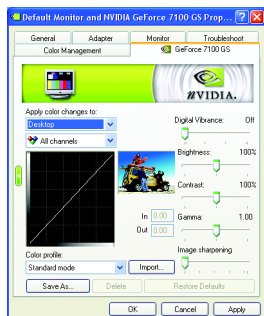 Default Monitor and NVIDIA GeForce 7100 GS Prop...
General
Adapter
Monitor
Troubleshoot
Color Management
GeForce 7100 GS
NVIDIA.
Apply color changes to:
Desktop
All channels
Digital Vibrance: Off
Brightness: 100%
Contrast: 100%
In 0.00
Gamma: 1.00
Out 0.00
Color profile:
Image sharpening
Standard mode
Import...
Save As...
Delete
Restore Defaults
OK
Cancel
Apply